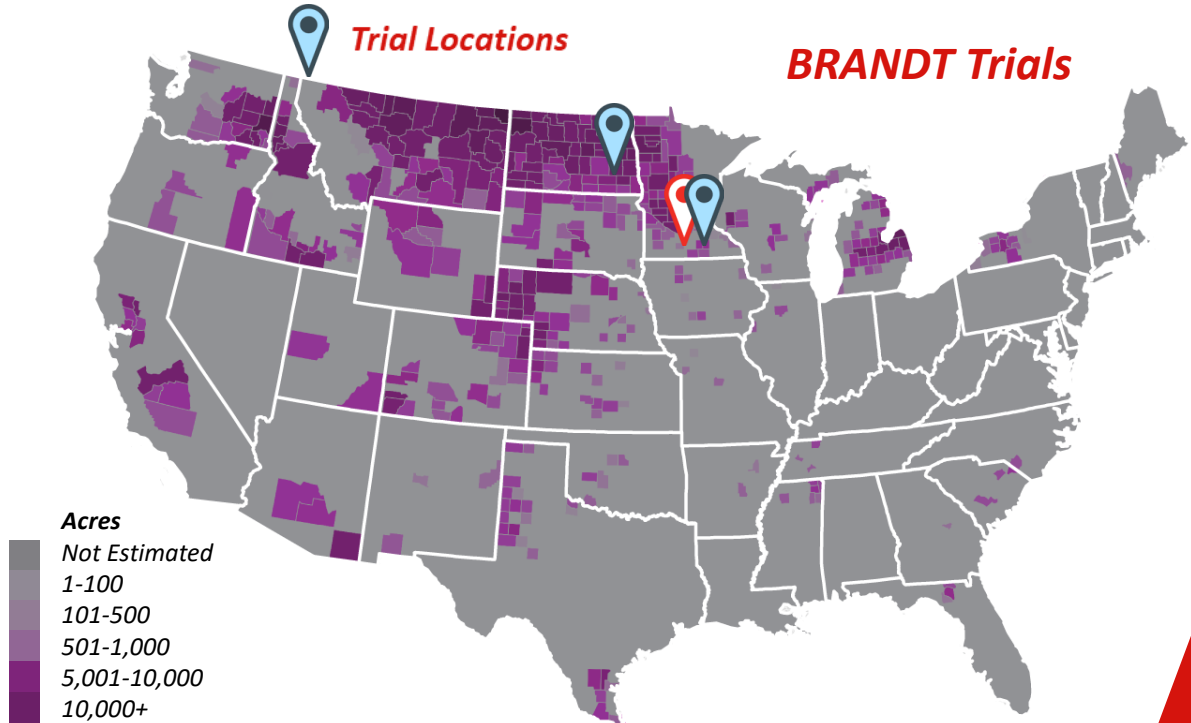 Trial Locations
BRANDT Trials
Acres
Not Estimated
1-100
101-500
501-1,000
5,001-10,000
10,000+